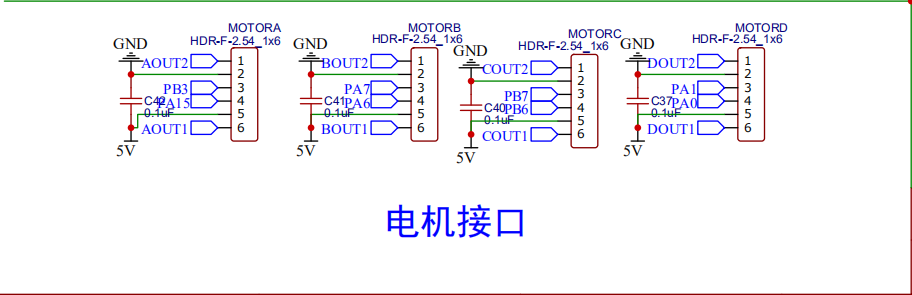 MOTORA
HDR-F-2.54_1x6
GND
AOUT2
PB3
PA15
AOUT1
C42
0.1uF
5V
1
2
3
4
5
6
MOTORB
HDR-F-2.54_1x6
GND
BOUT2
PA7
PA6
BOUT1
C41
0.1uF
5V
1
2
3
4
5
6
MOTORC
HDR-F-2.54_1x6
GND
COUT2
PB7
PB6
COUT1
C40
0.1uF
5V
1
2
3
4
5
6
MOTORD
HDR-F-2.54_1x6
GND
DOUT2
PA1
PA0
DOUT1
C37
0.1uF
5V
1
2
3
4
5
6
电机接口